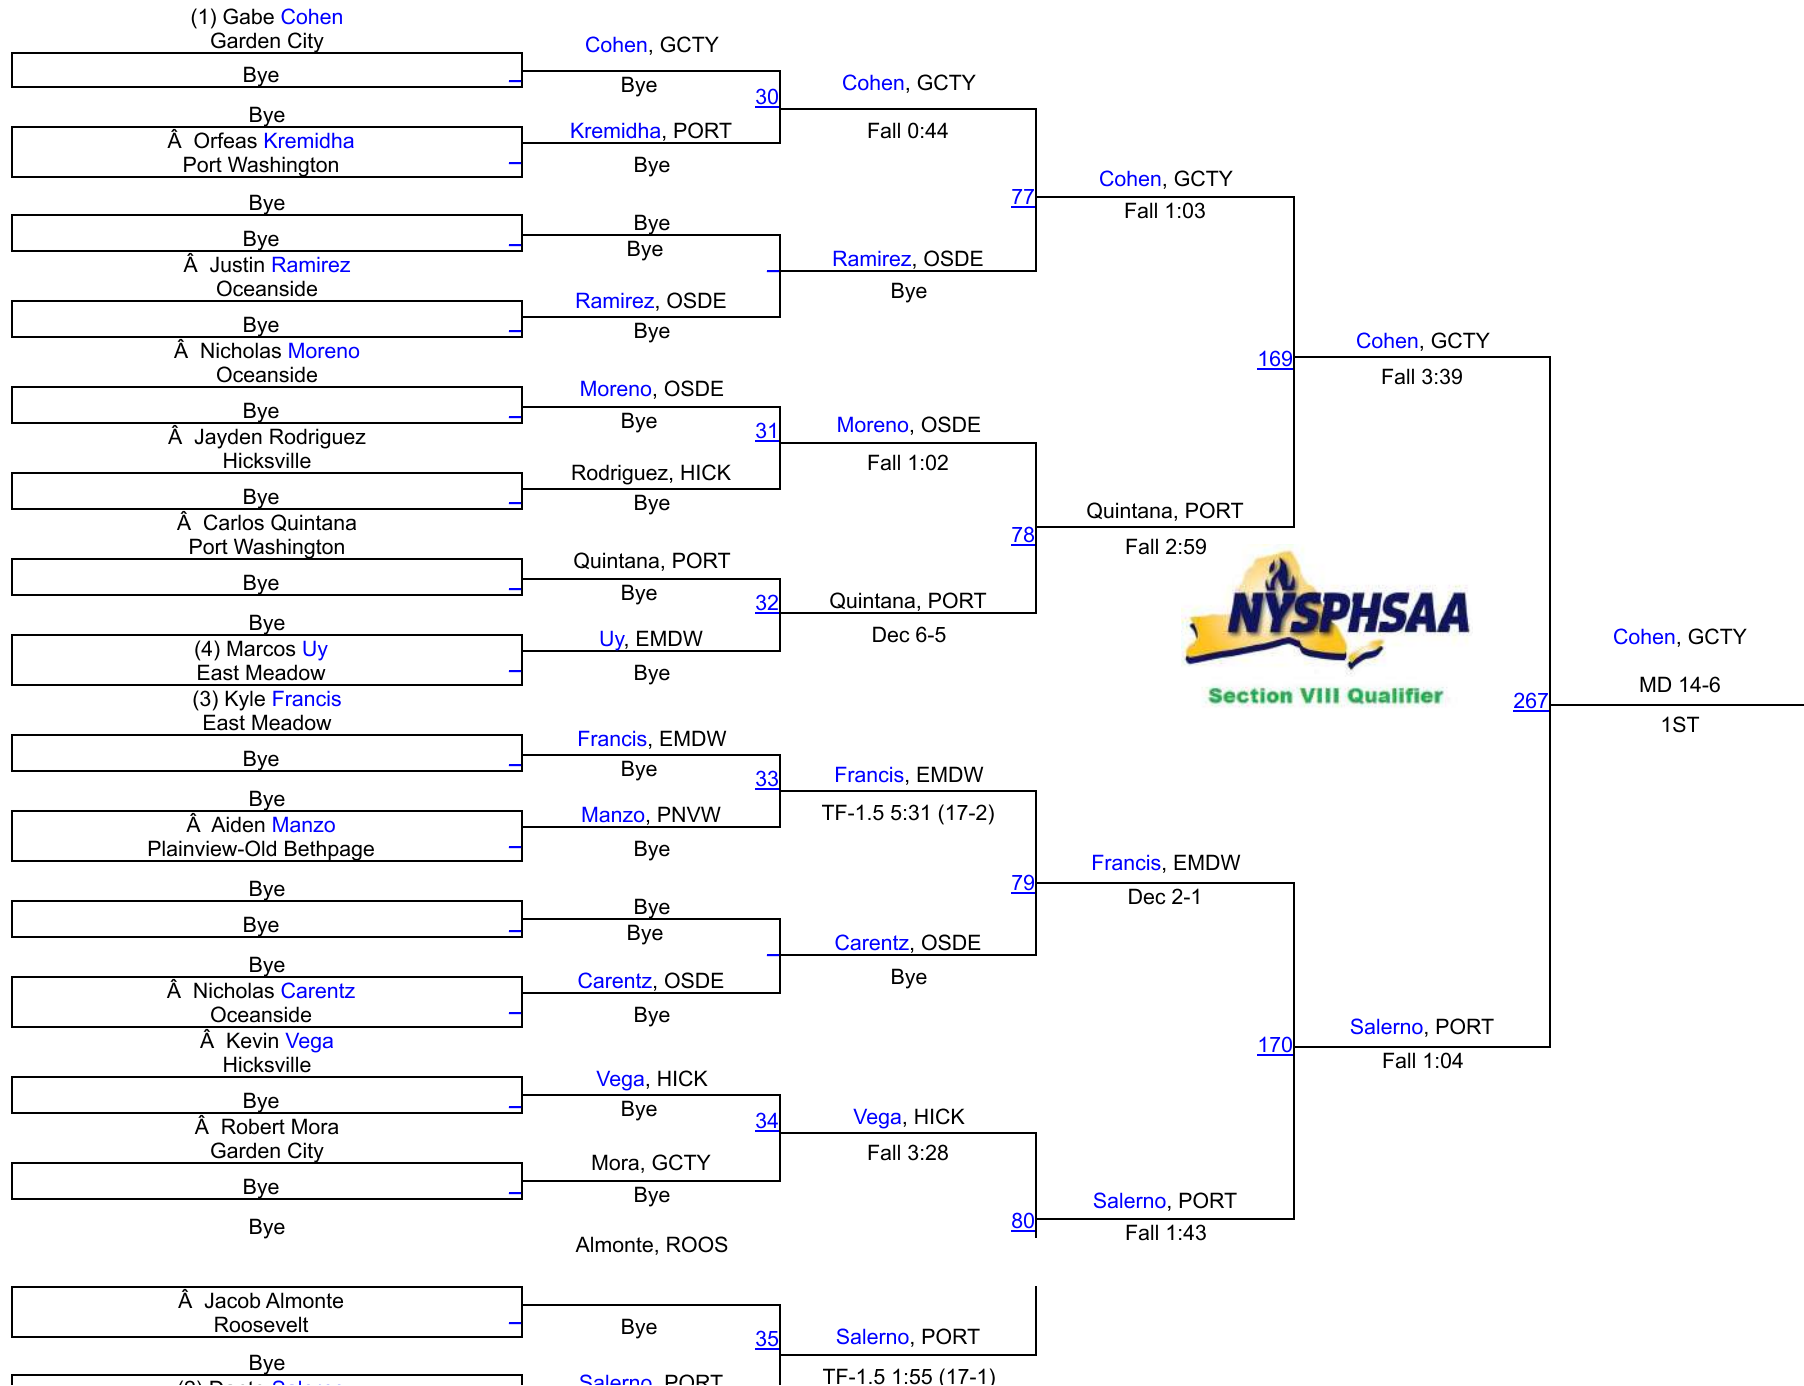 (1) Gabe Cohen
Garden City
Bye
Bye
Â Orfeas Kremidha
Port Washington
Bye
Bye
Â Justin Ramirez
Oceanside
Bye
Â Nicholas Moreno
Oceanside
Bye
Â Jayden Rodriguez
Hicksville
Bye
Â Carlos Quintana
Port Washington
Bye
Bye
(4) Marcos Uy
East Meadow
(3) Kyle Francis
East Meadow
Bye
Bye
Â Aiden Manzo
Plainview-Old Bethpage
Bye
Bye
Bye
Â Nicholas Carentz
Oceanside
Â Kevin Vega
Hicksville
Bye
Â Robert Mora
Garden City
Bye
Bye
Â Jacob Almonte
Roosevelt
Bye
Cohen, GCTY
Bye
30
Kremidha, PORT
Bye
Bye
Bye
Ramirez, OSDE
Bye
Moreno, OSDE
Bye
31
Rodriguez, HICK
Bye
Quintana, PORT
Bye
32
Uy, EMDW
Bye
Francis, EMDW
Bye
33
Manzo, PNVW
Bye
Bye
Bye
Carentz, OSDE
Bye
Vega, HICK
Bye
34
Mora, GCTY
Bye
Almonte, ROOS
Bye
35
Salerno, PORT
Cohen, GCTY
Fall 0:44
77
Ramirez, OSDE
Bye
Moreno, OSDE
Fall 1:02
78
Quintana, PORT
Dec 6-5
Francis, EMDW
TF-1.5 5:31 (17-2)
79
Carentz, OSDE
Bye
Vega, HICK
Fall 3:28
80
Salerno, PORT
TF-1.5 1:55 (17-1)
Cohen, GCTY
Fall 1:03
169
Quintana, PORT
Fall 2:59
Francis, EMDW
Dec 2-1
170
Salerno, PORT
Fall 1:43
Cohen, GCTY
Fall 3:39
NYSPHSAA
Section VIII Qualifier
267
Salerno, PORT
Fall 1:04
Cohen, GCTY
MD 14-6
1ST